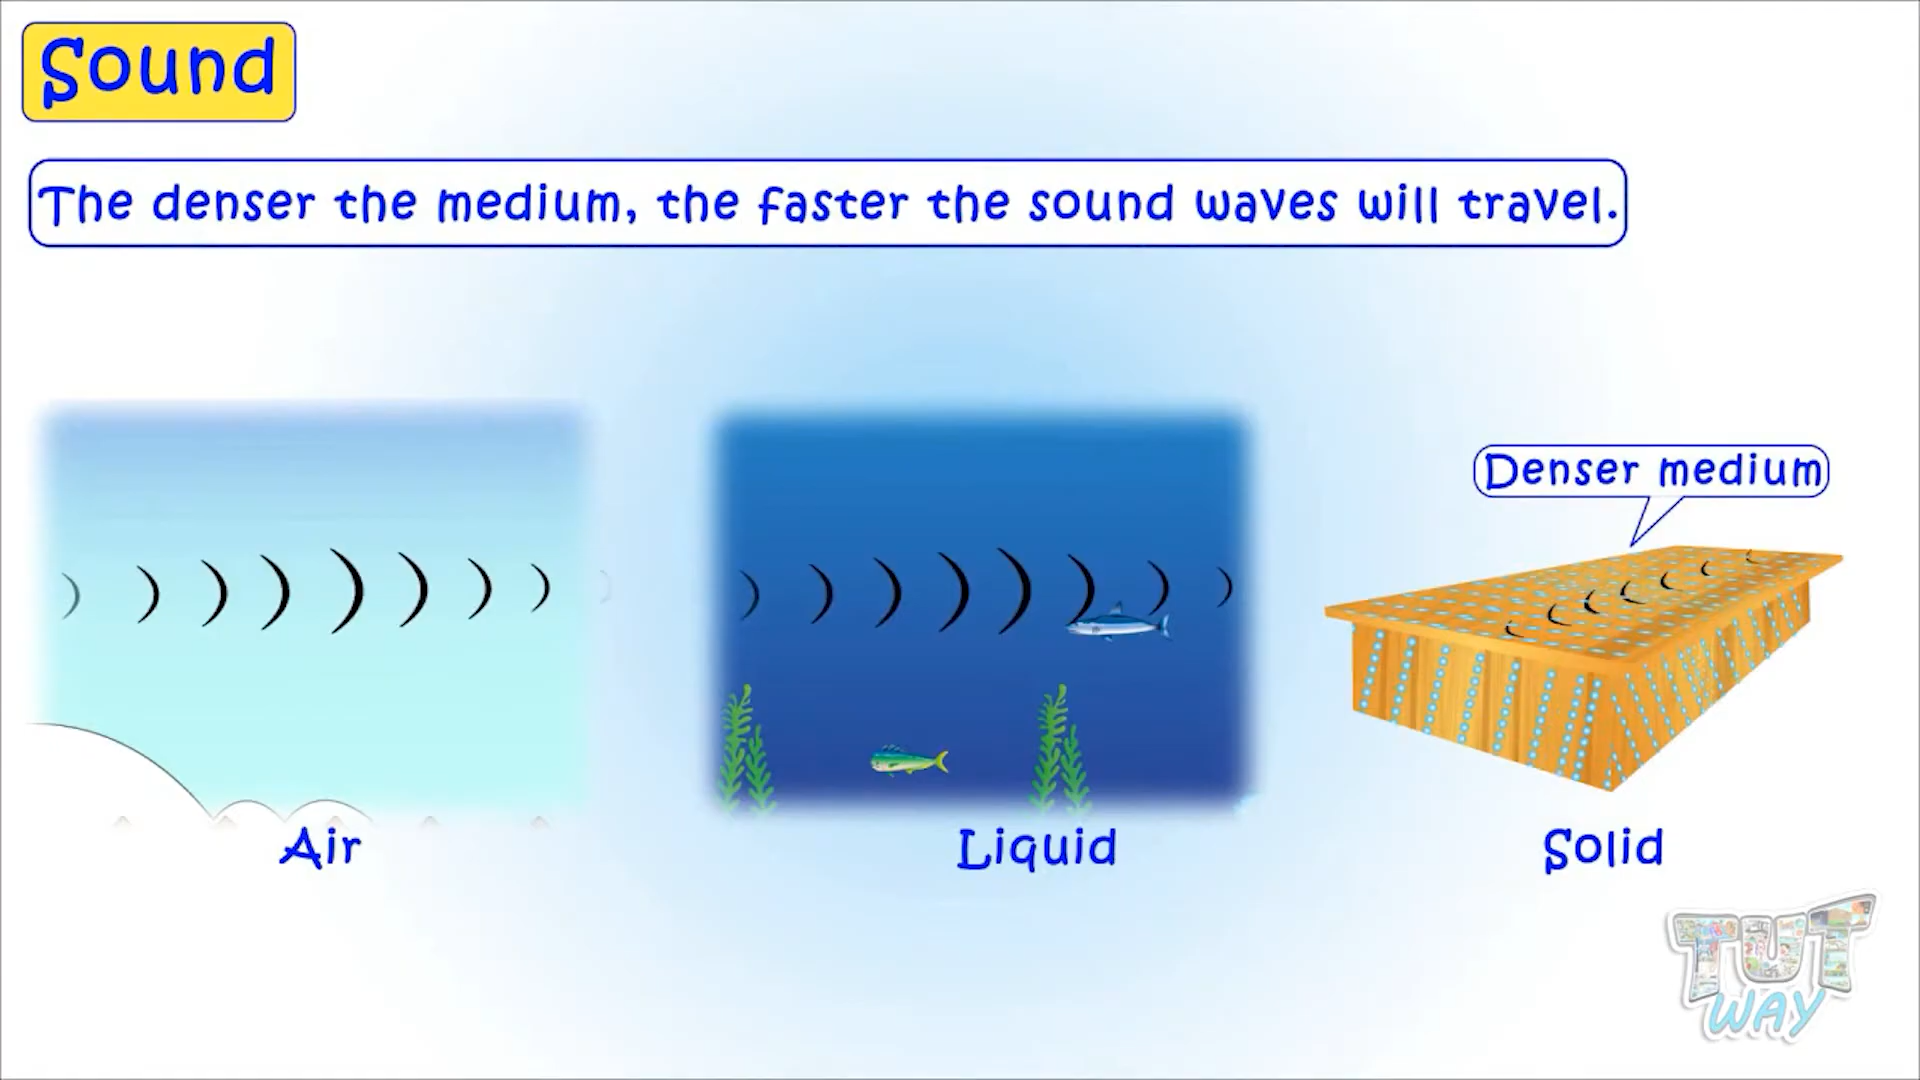 Sound
The denser the medium, the faster the sound waves will travel.
Denser medium
Air
Liquid
Solid
TUT
WAY